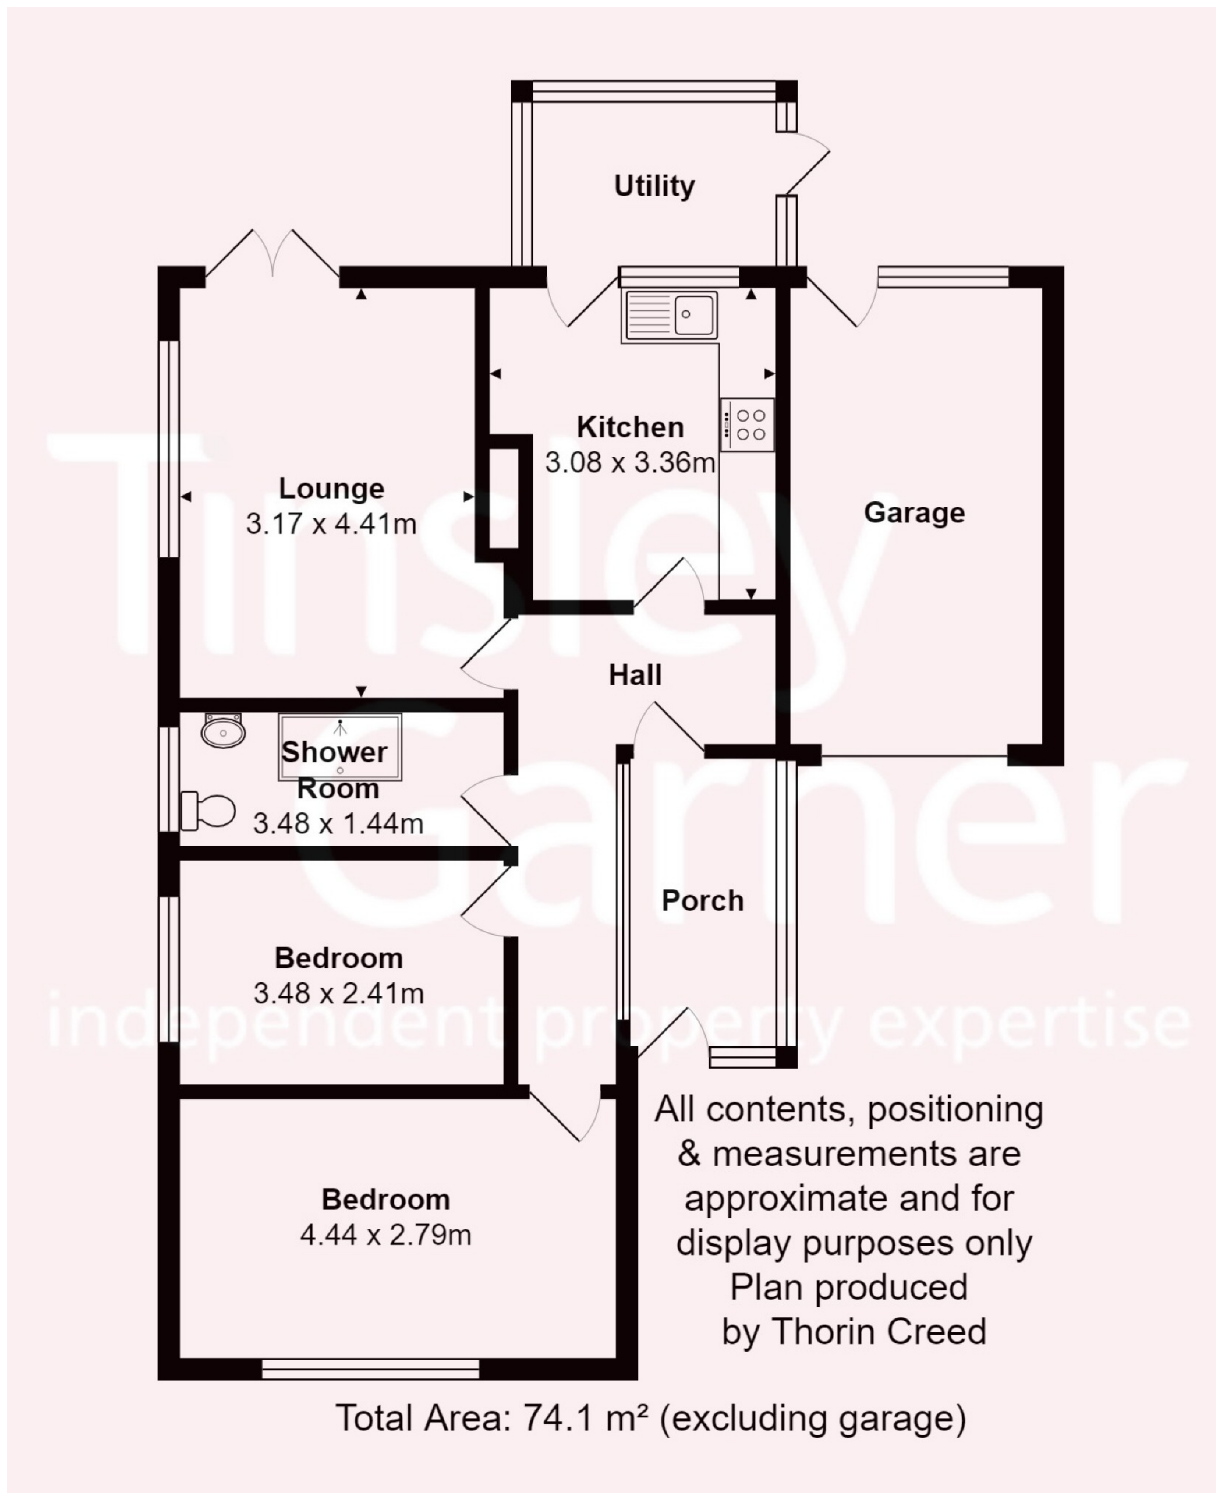 Utility
Kitchen
3.08 x 3.36m
Lounge
3.17 x 4.41m
Garage
Hall
Shower
Room
3.48 x 1.44m
Porch
Bedroom
3.48 x 2.41m
Bedroom
4.44 x 2.79m
Tinsley
Garner
independent property expertise
All contents, positioning
& measurements are
approximate and for
display purposes only
Plan produced
by Thorin Creed
Total Area: 74.1 m² (excluding garage)